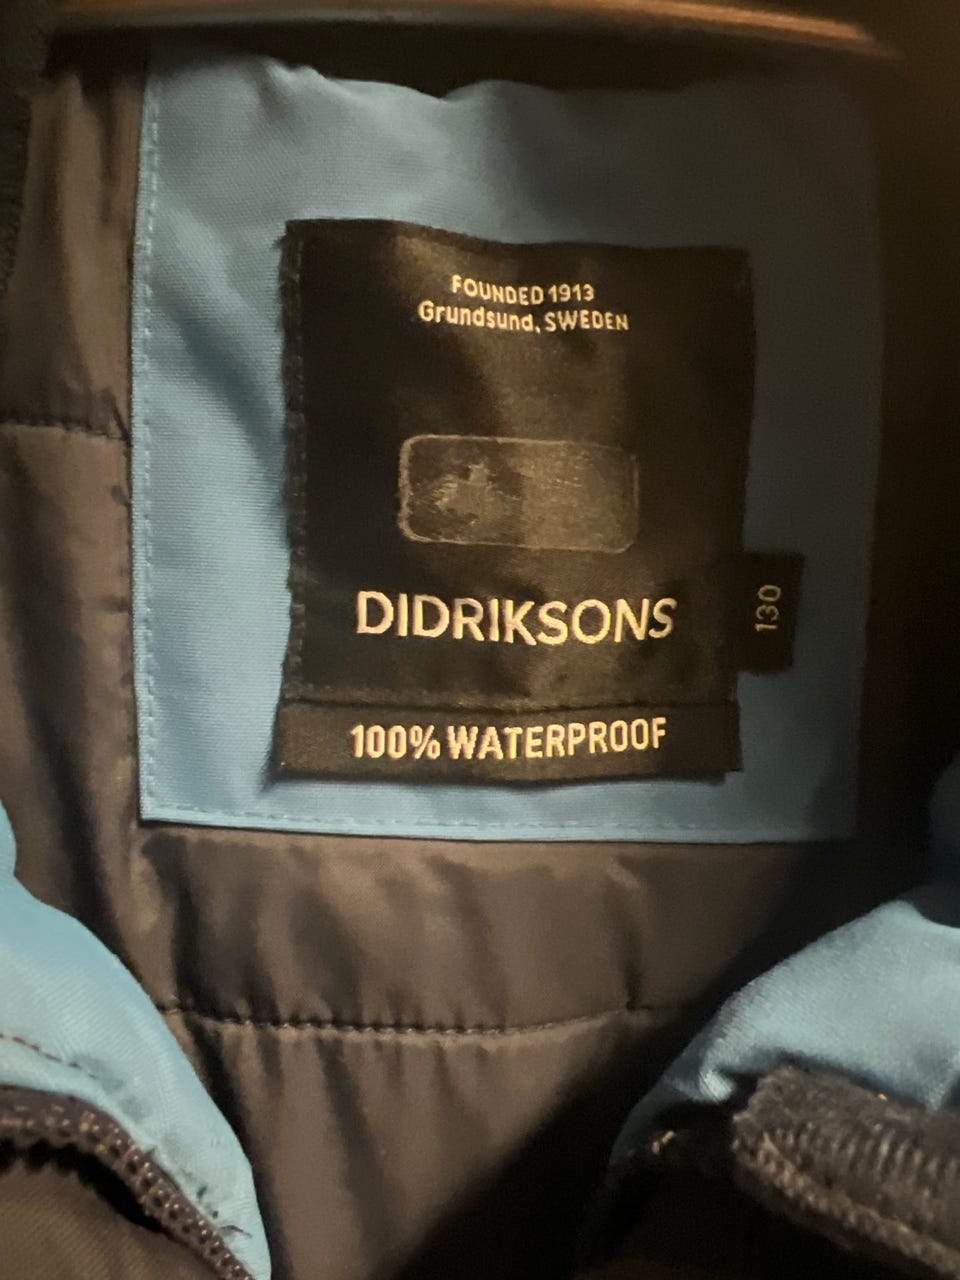 FOUNDED 1913
Grundsund, SWEDEN
DIDRIKSONS
130
100% WATERPROOF